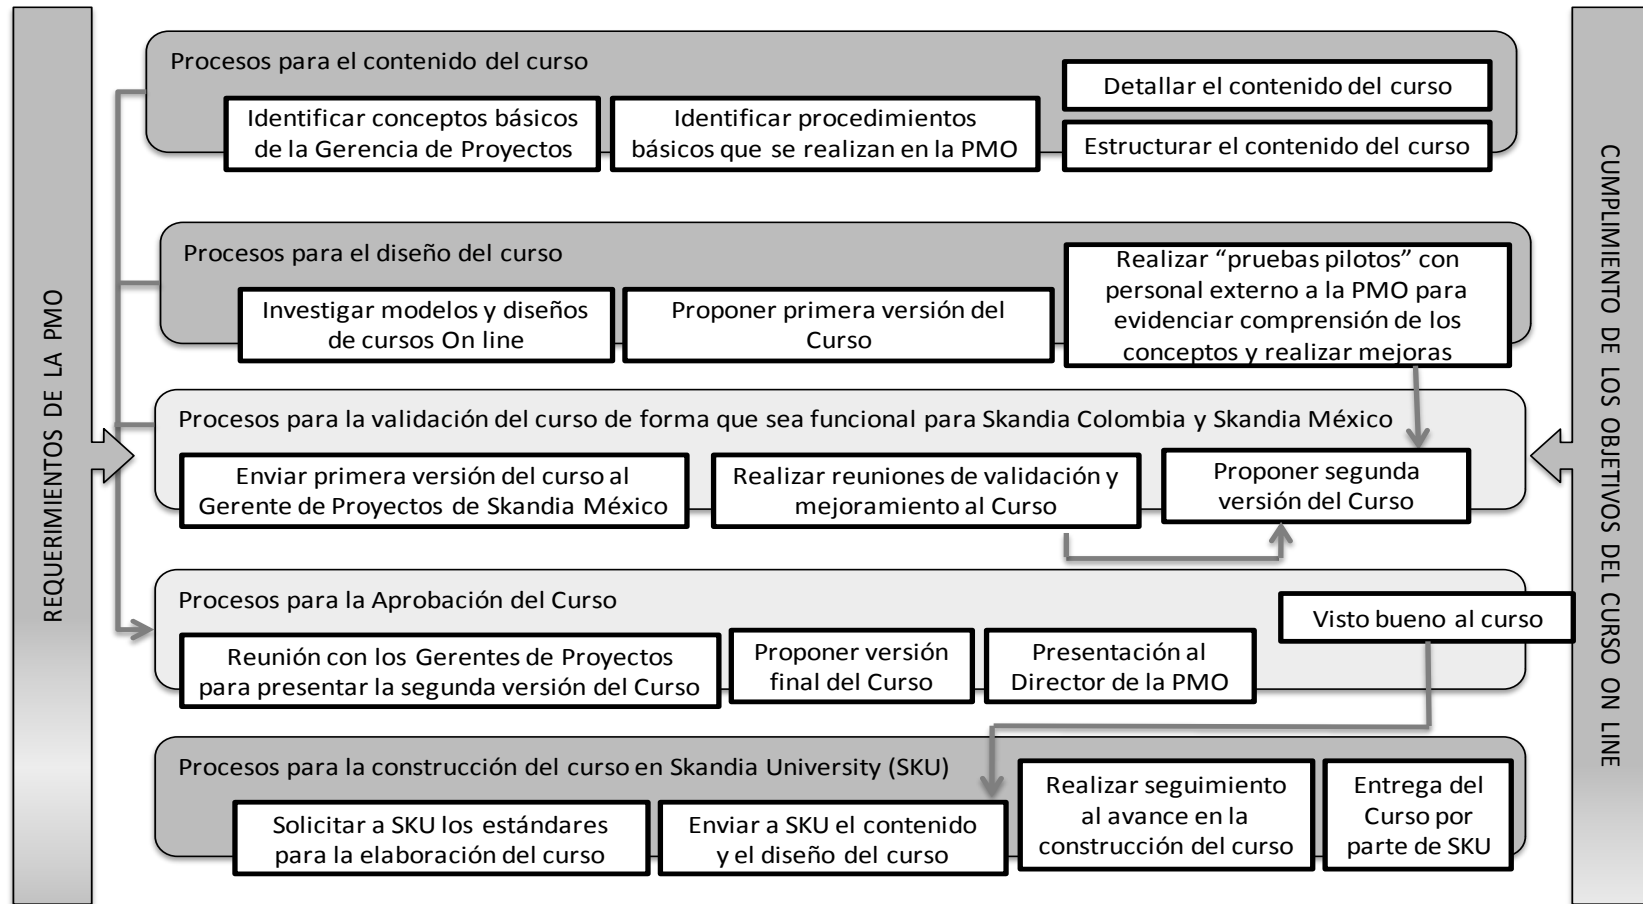 REQUERIMIENTOS DE LA PMO
Procesos para el contenido del curso
Identificar conceptos básicos
de la Gerencia de Proyectos
Identificar procedimientos
básicos que se realizan en la PMO
Detallar el contenido del curso
Estructurar el contenido del curso
Procesos para el diseño del curso
Investigar modelos y diseños
de cursos On line
Proponer primera versión del
Curso
Realizar “pruebas pilotos” con
personal externo a la PMO para
evidenciar comprensión de los
conceptos y realizar mejoras
Procesos para la validación del curso de forma que sea funcional para Skandia Colombia y Skandia México
Enviar primera versión del curso al
Gerente de Proyectos de Skandia México
Realizar reuniones de validación y
mejoramiento al Curso
Proponer segunda
versión del Curso
Procesos para la Aprobación del Curso
Reunión con los Gerentes de Proyectos
para presentar la segunda versión del Curso
Proponer versión
final del Curso
Presentación al
Director de la PMO
Visto bueno al curso
Procesos para la construcción del curso en Skandia University (SKU)
Solicitar a SKU los estándares
para la elaboración del curso
Enviar a SKU el contenido
y el diseño del curso
Realizar seguimiento
al avance en la
construcción del curso
Entrega del
Curso por
parte de SKU
CUMPLIMIENTO DE LOS OBJETIVOS DEL CURSO ON LINE